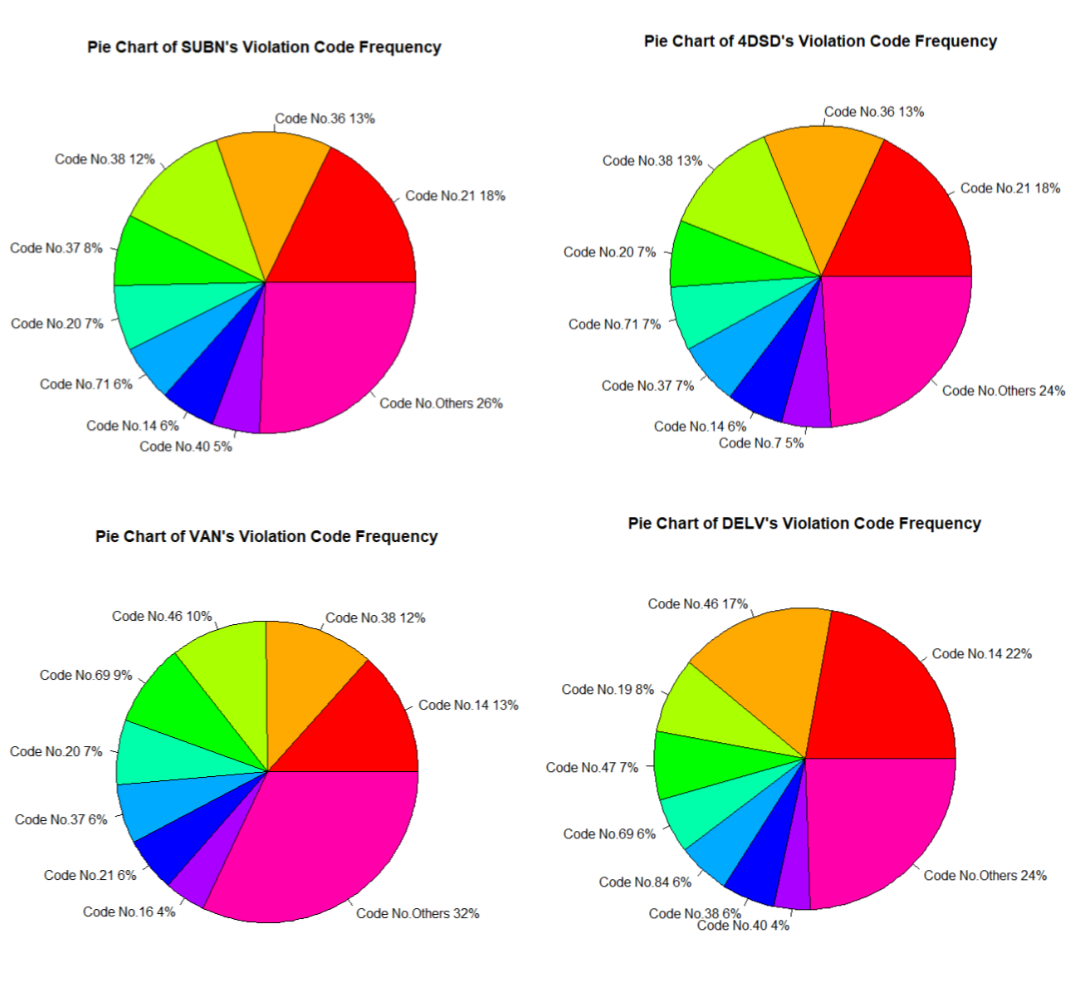 Pie Chart of SUBN's Violation Code Frequency
Code No.36 13%
Code No.38 12%
Code No.21 18%
Code No.37 8%
Code No.20 7%
Code No.71 6%
Code No.14 6%
Code No.40 5%
Code No.Others 26%
Pie Chart of 4DSD's Violation Code Frequency
Code No.36 13%
Code No.38 13%
Code No.21 18%
Code No.20 7%
Code No.71 7%
Code No.37 7%
Code No.14 6%
Code No.7 5%
Code No.Others 24%
Pie Chart of VAN's Violation Code Frequency
Code No.46 10%
Code No.38 12%
Code No.69 9%
Code No.14 13%
Code No.20 7%
Code No.37 6%
Code No.21 6%
Code No.16 4%
Code No.Others 32%
Pie Chart of DELV's Violation Code Frequency
Code No.46 17%
Code No.14 22%
Code No.19 8%
Code No.47 7%
Code No.69 6%
Code No.84 6%
Code No.38 6%
Code No.40 4%
Code No.Others 24%